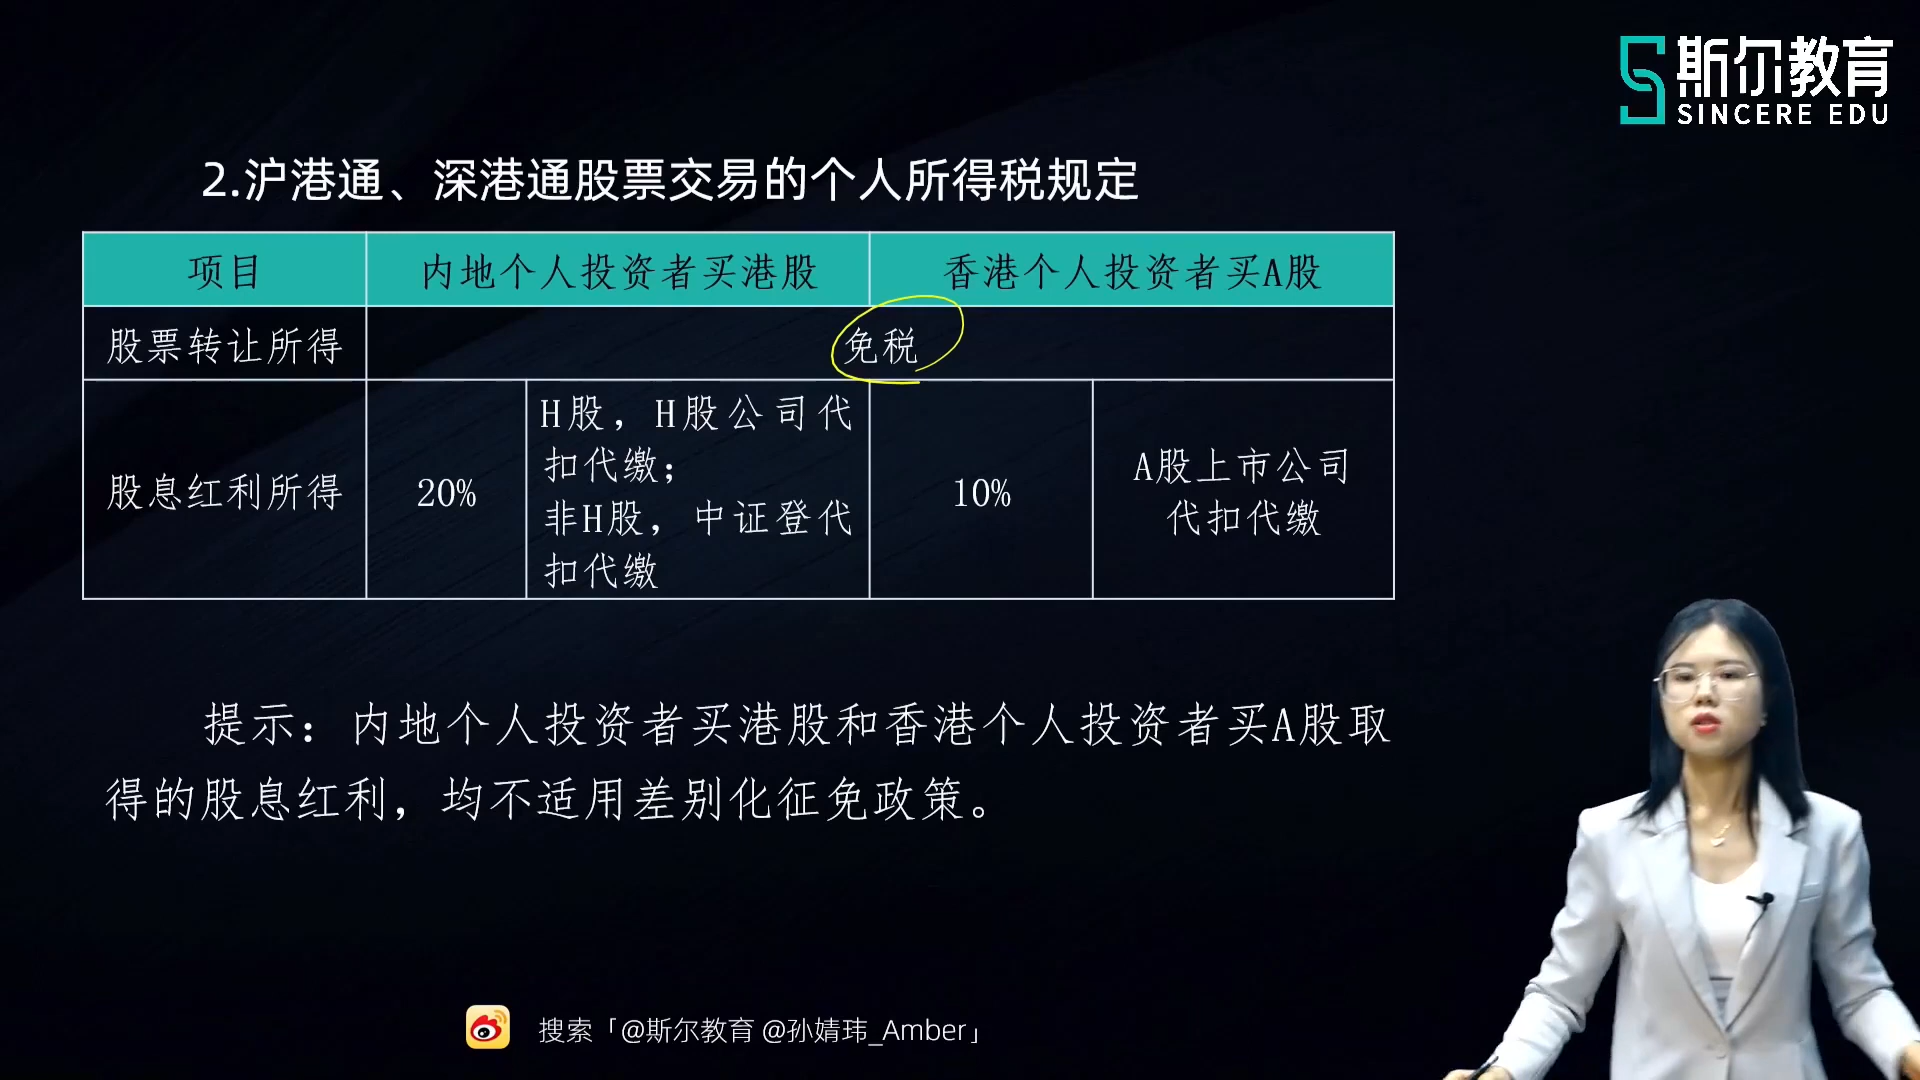 斯尔教育
SINCERE EDU
2.沪港通、深港通股票交易的个人所得税规定
项目
内地个人投资者买港股
香港个人投资者买A股
股票转让所得
免税
股息红利所得
20%
H股，H股公司代
扣代缴；
非H股，中证登代
扣代缴
10%
A股上市公司
代扣代缴
提示：内地个人投资者买港股和香港个人投资者买A股取
得的股息红利，均不适用差别化征免政策。
搜索「@斯尔教育 @孙婧玮_Amber」